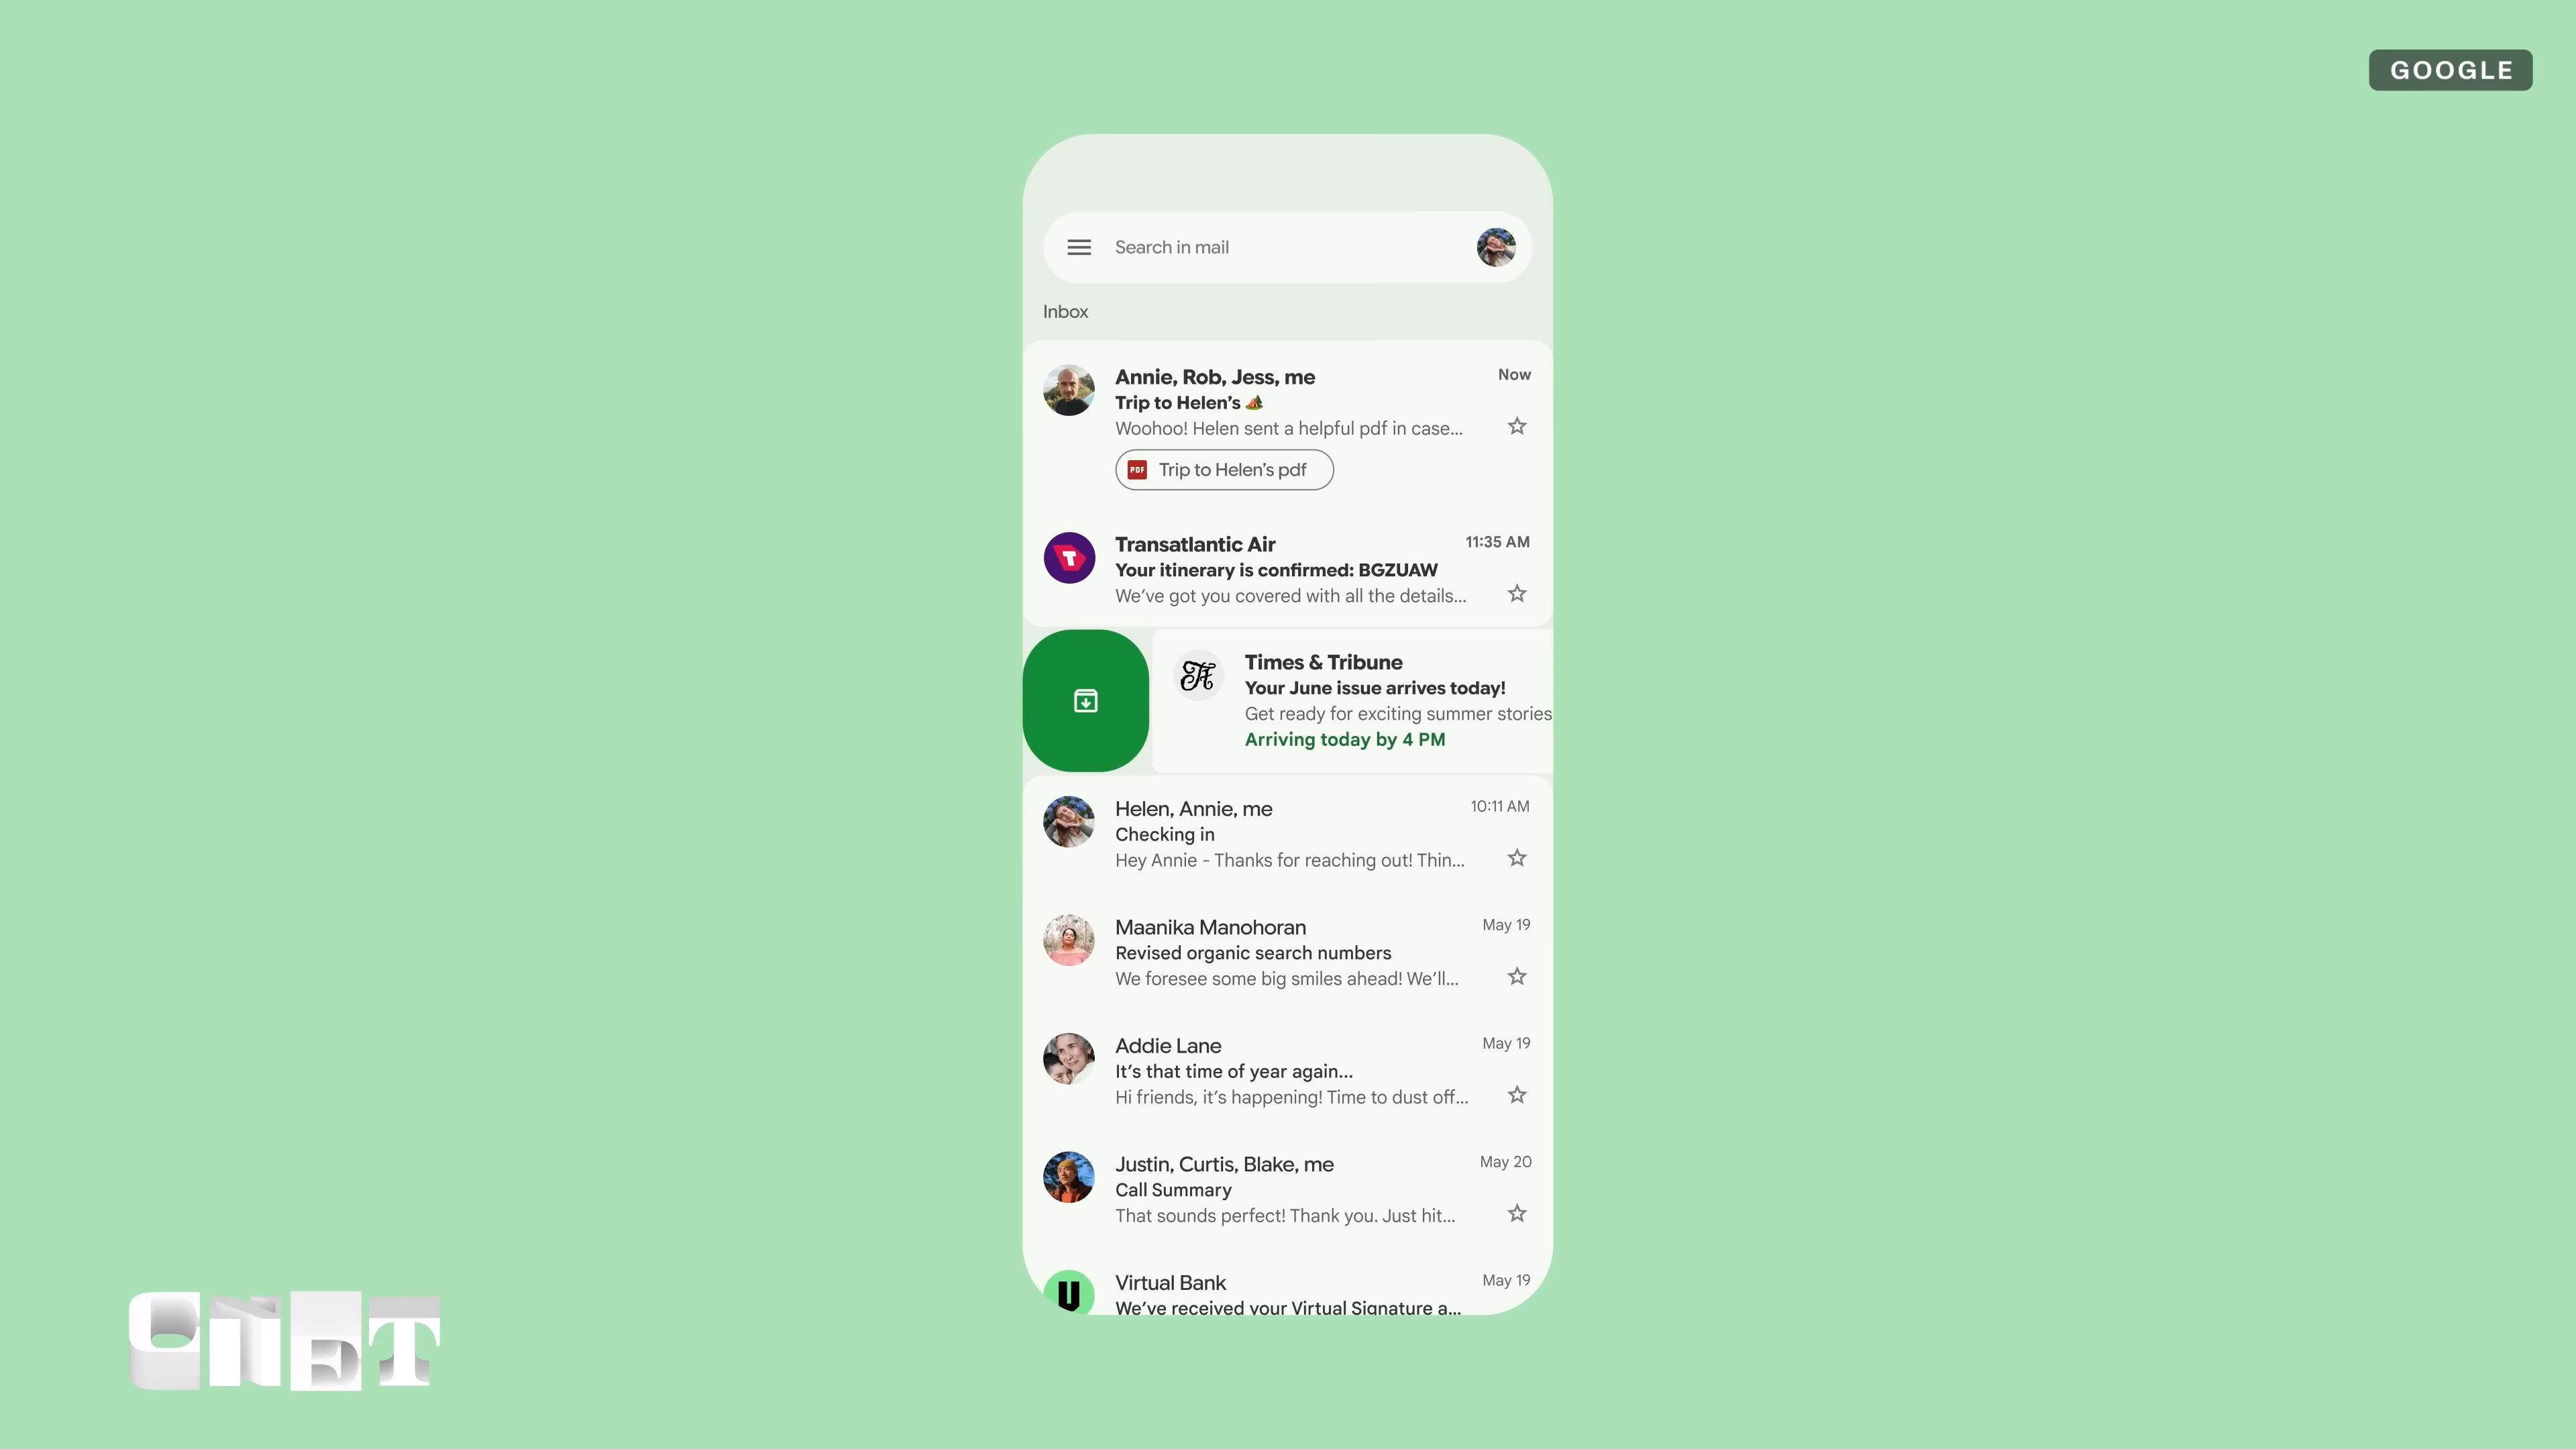 GOOGLE
Search in mail
Inbox
Annie, Rob, Jess, me
Now
Trip to Helen’s
Woohoo! Helen sent a helpful pdf in case...
PDF
Trip to Helen’s pdf
T
Transatlantic Air
11:35 AM
Your itinerary is confirmed: BGZUAW
We’ve got you covered with all the details...
Times & Tribune
Your June issue arrives today!
Get ready for exciting summer stories
Arriving today by 4 PM
Helen, Annie, me
10:11 AM
Checking in
Hey Annie - Thanks for reaching out! Thin...
Maanika Manohoran
May 19
Revised organic search numbers
We foresee some big smiles ahead! We’ll...
Addie Lane
May 19
It’s that time of year again...
Hi friends, it’s happening! Time to dust off...
Justin, Curtis, Blake, me
May 20
Call Summary
That sounds perfect! Thank you. Just hit...
U
Virtual Bank
May 19
We’ve received your Virtual Signature a...
CNET